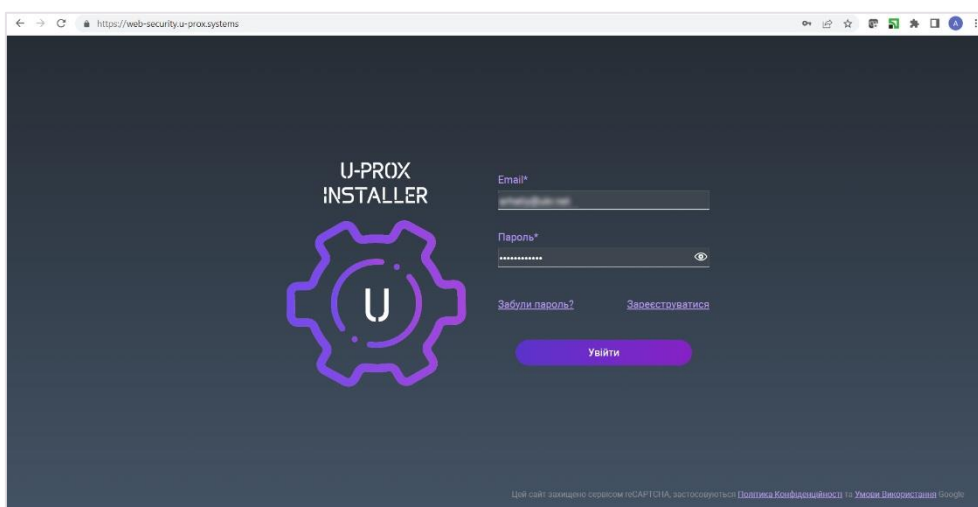 https://web-security.u-prox.systems
A
U-PROX
INSTALLER
U
Email*
Пароль*
Забули пароль?
Зареєструватися
Увійти
Цей сайт захищено сервісом reCAPTCHA, застосовуються Політика Конфіденційності та Умови Використання Google